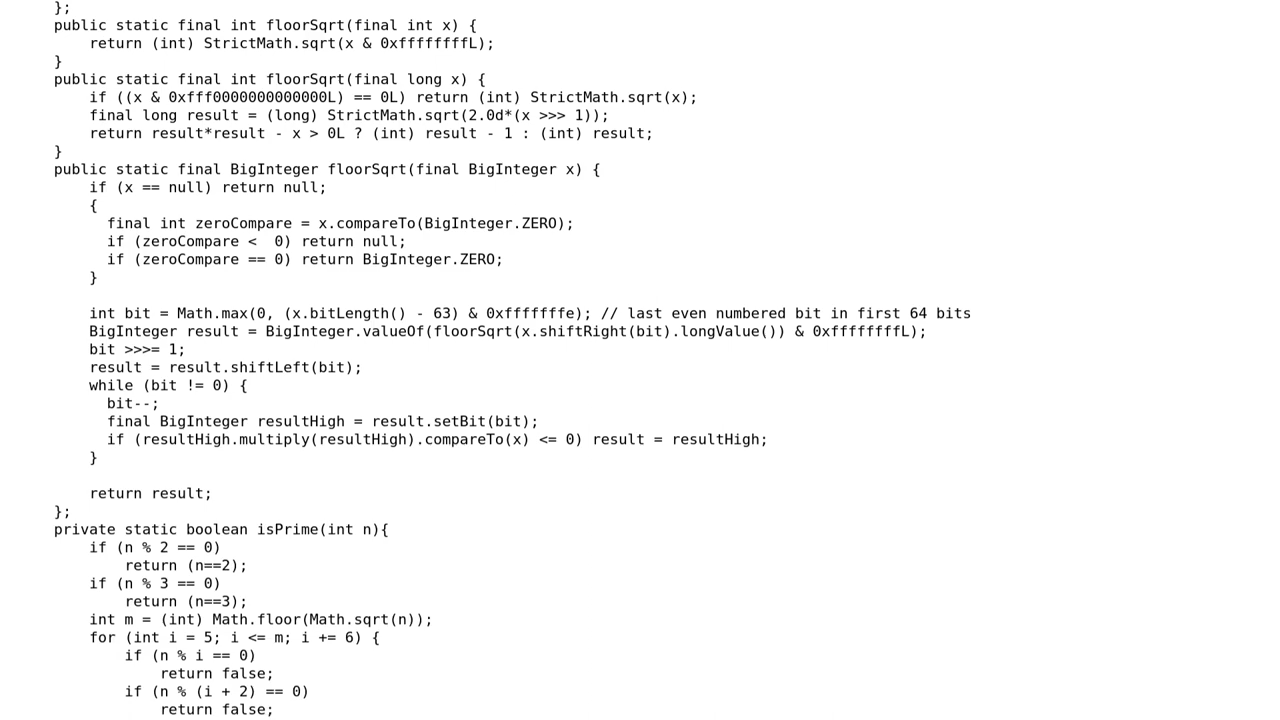 };
public static final int floorSqrt(final int x) {
    return (int) StrictMath.sqrt(x & 0xffffffffL);
}
public static final int floorSqrt(final long x) {
    if ((x & 0xfff0000000000000L) == 0L) return (int) StrictMath.sqrt(x);
    final long result = (long) StrictMath.sqrt(2.0d*(x >>> 1));
    return result*result - x > 0L ? (int) result - 1 : (int) result;
}
public static final BigInteger floorSqrt(final BigInteger x) {
    if (x == null) return null;
    {
      final int zeroCompare = x.compareTo(BigInteger.ZERO);
      if (zeroCompare <  0) return null;
      if (zeroCompare == 0) return BigInteger.ZERO;
    }

    int bit = Math.max(0, (x.bitLength() - 63) & 0xfffffffe); // last even numbered bit in first 64 bits
    BigInteger result = BigInteger.valueOf(floorSqrt(x.shiftRight(bit).longValue()) & 0xffffffffL);
    bit >>>= 1;
    result = result.shiftLeft(bit);
    while (bit != 0) {
      bit--;
      final BigInteger resultHigh = result.setBit(bit);
      if (resultHigh.multiply(resultHigh).compareTo(x) <= 0) result = resultHigh;
    }

    return result;
};
private static boolean isPrime(int n){
    if (n % 2 == 0)
        return (n==2);
    if (n % 3 == 0)
        return (n==3);
    int m = (int) Math.floor(Math.sqrt(n));
    for (int i = 5; i <= m; i += 6) {
        if (n % i == 0)
            return false;
        if (n % (i + 2) == 0)
            return false;